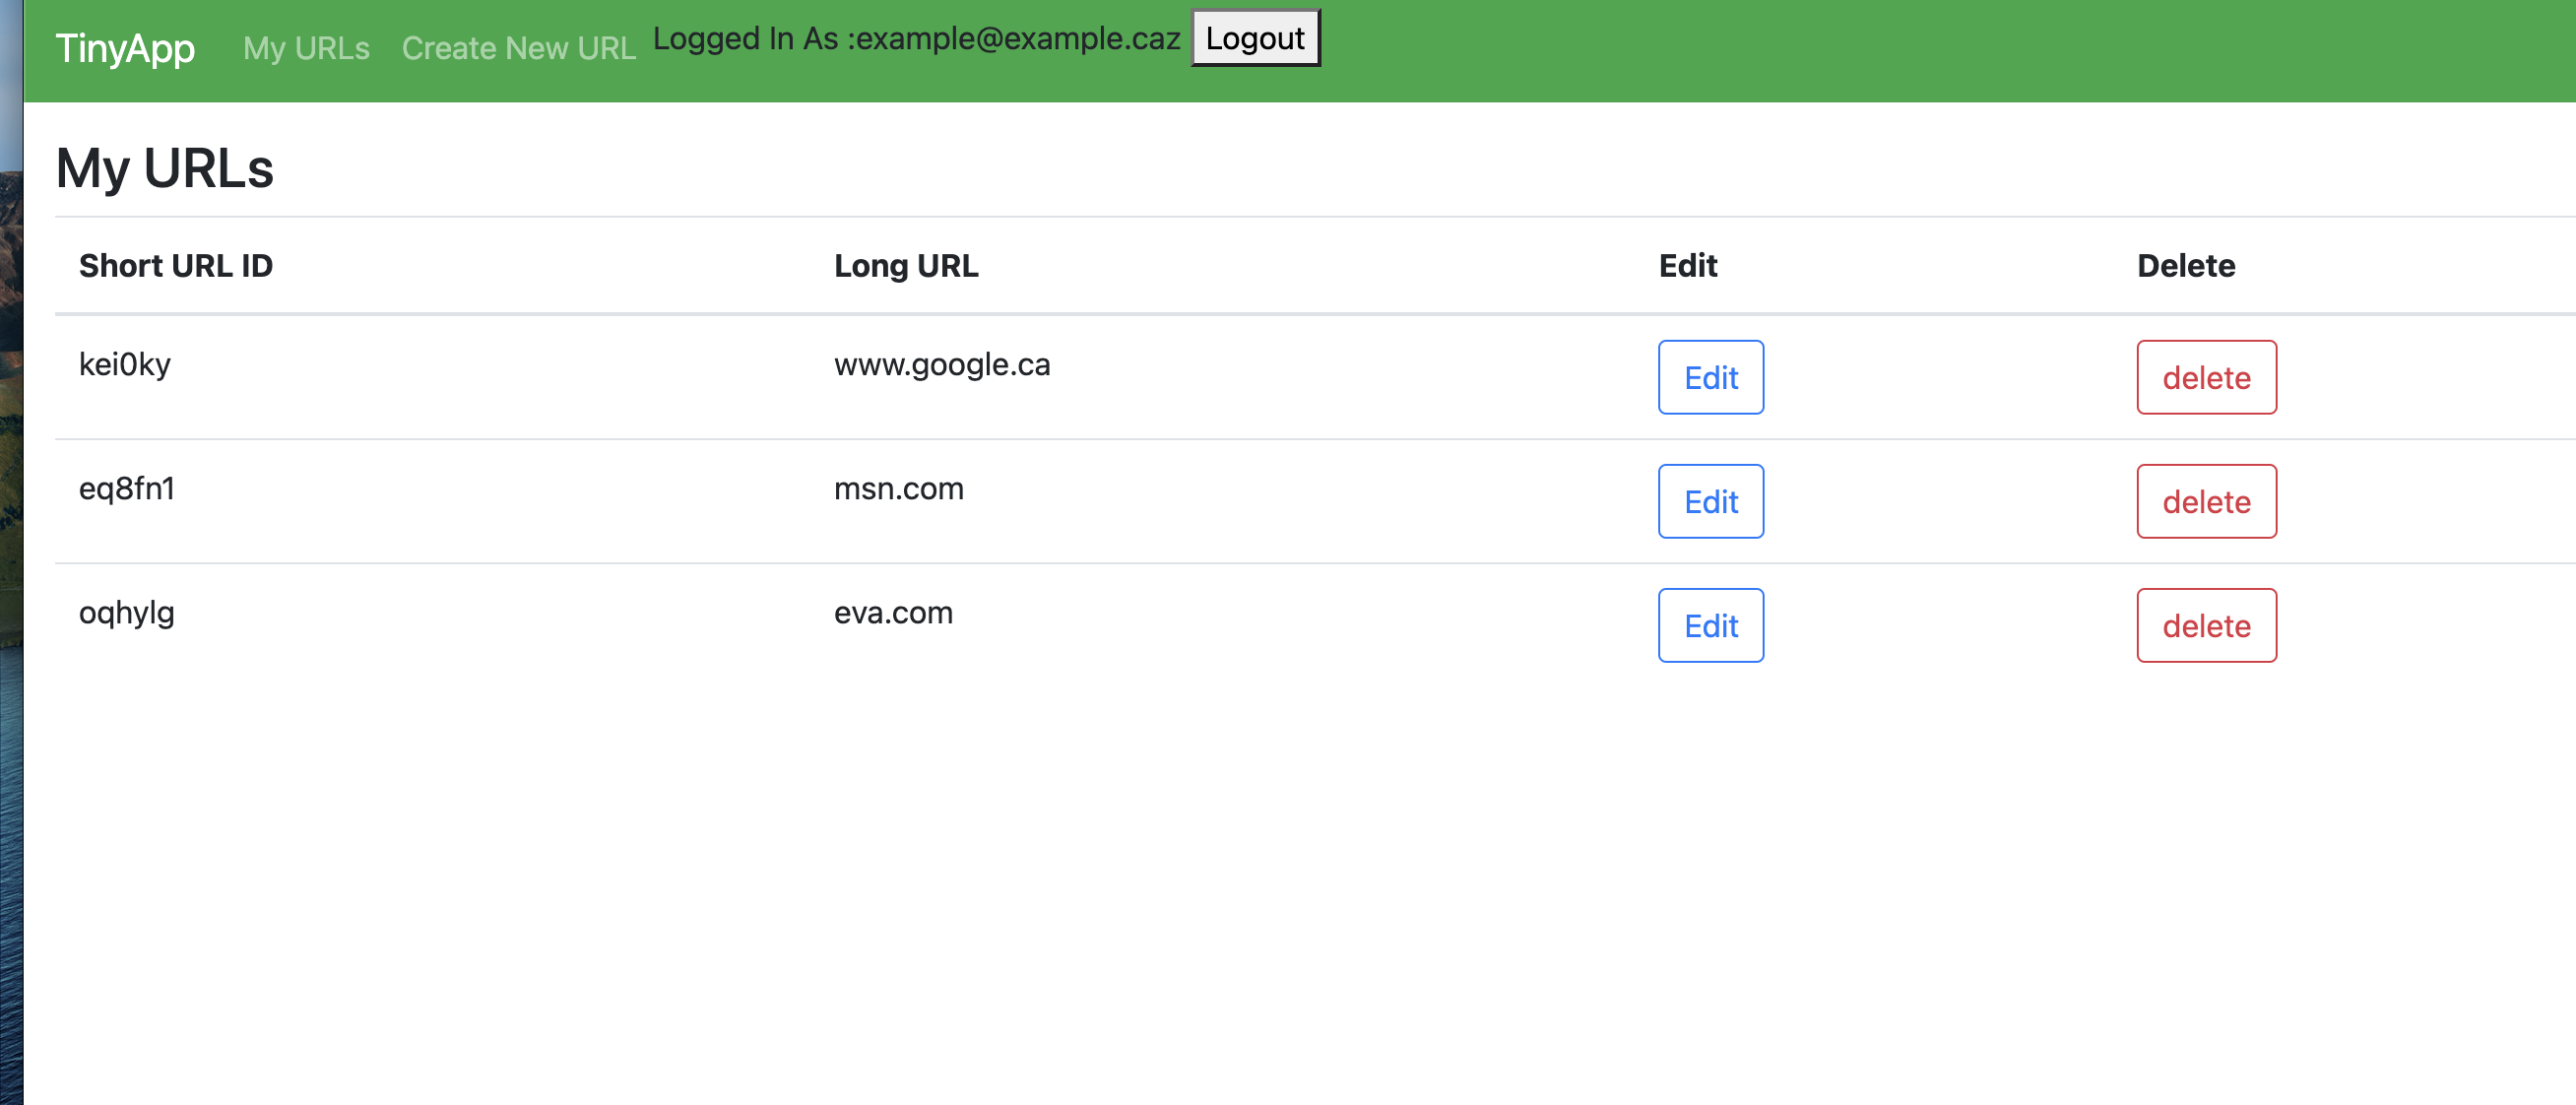 TinyApp My URLs Create New URL Logged In As :example@example.caz Logout
My URLs
Short URL ID Long URL Edit Delete
kei0ky www.google.ca Edit delete
eq8fn1 msn.com Edit delete
oqhylg eva.com Edit delete